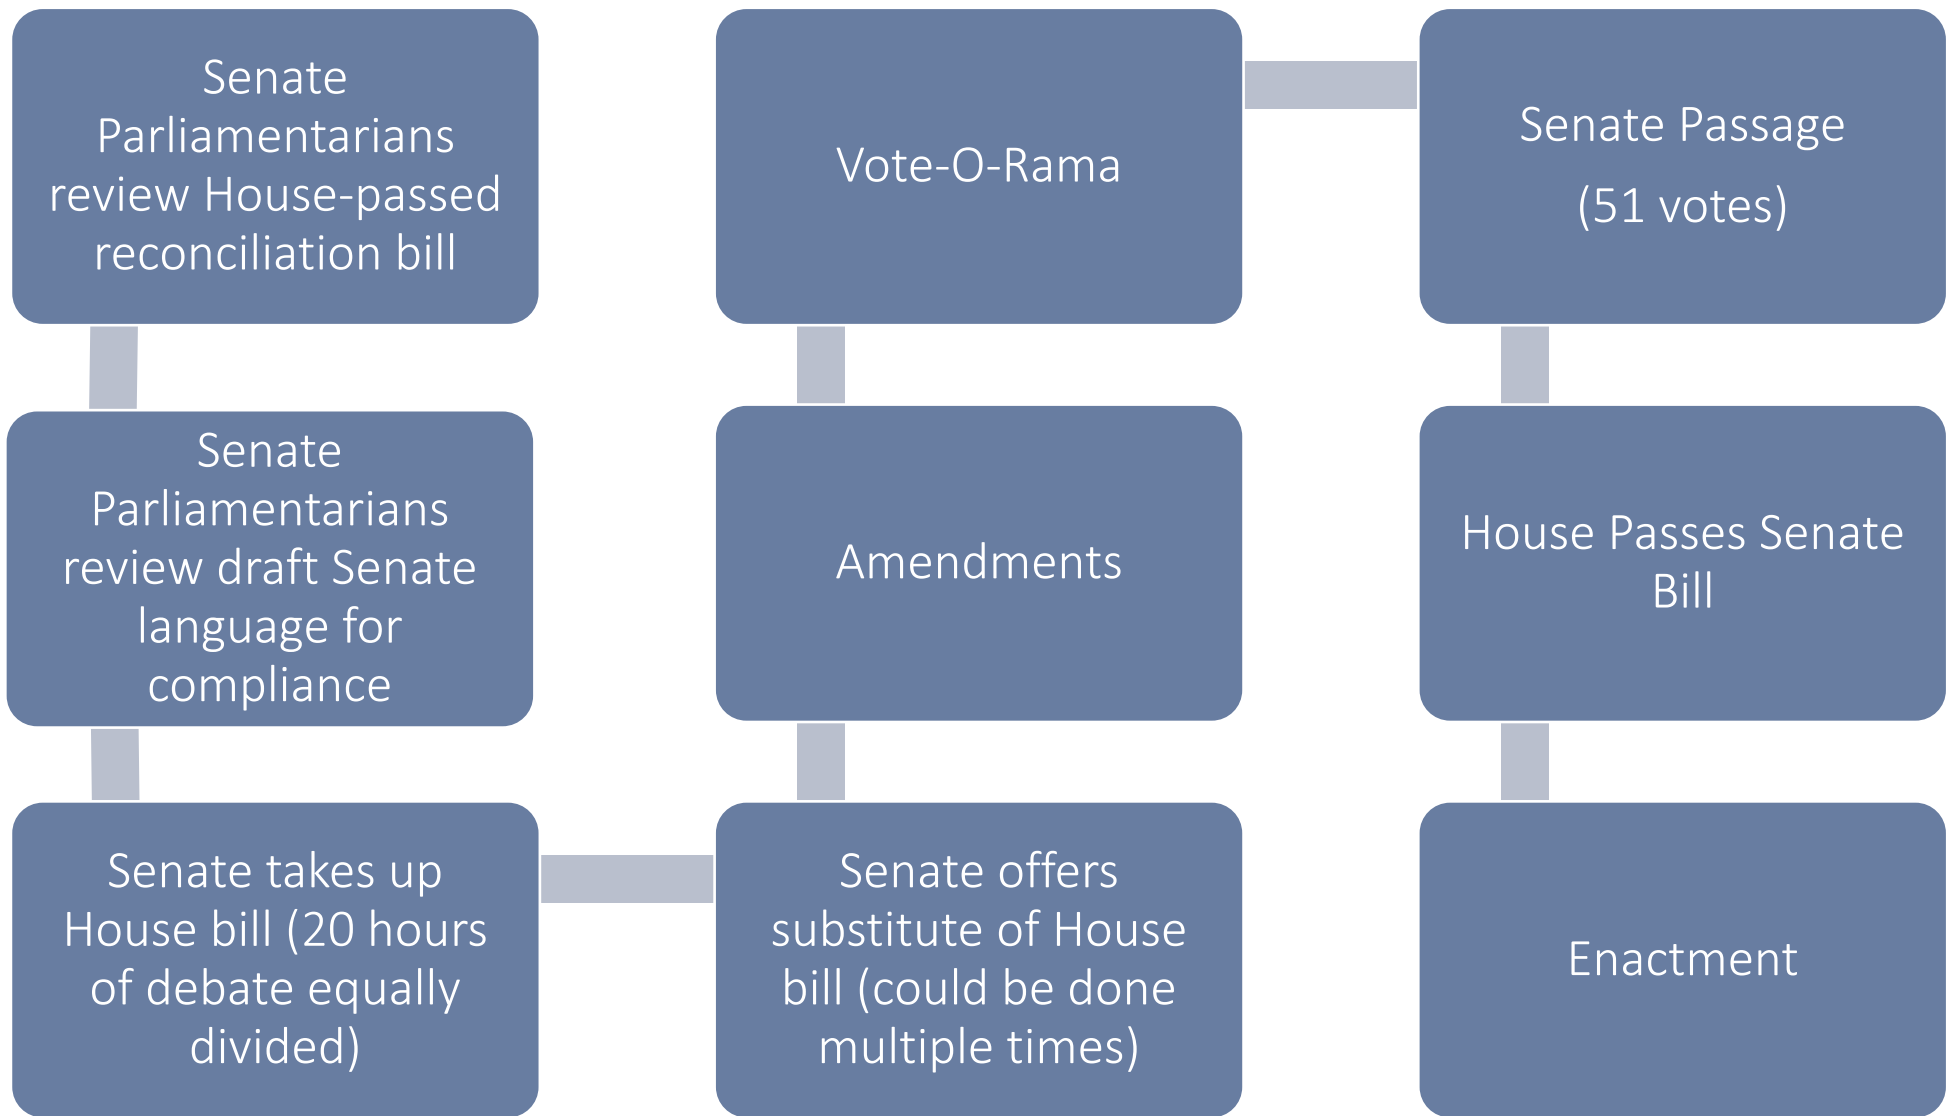 Senate
Parliamentarians
review House-passed
reconciliation bill
Senate
Parliamentarians
review draft Senate
language for
compliance
Senate takes up
House bill (20 hours
of debate equally
divided)
Senate offers
substitute of House
bill (could be done
multiple times)
Amendments
Vote-O-Rama
Senate Passage
(51 votes)
House Passes Senate
Bill
Enactment